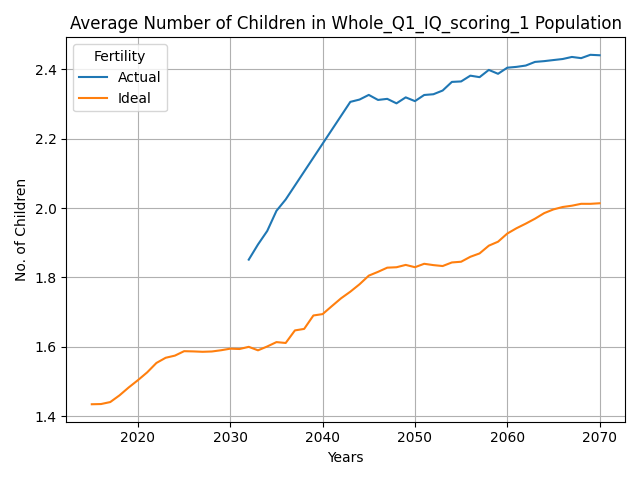 Average Number of Children in Whole_Q1_IQ_scoring_1 Population
Fertility
Actual
Ideal
No. of Children
2.4
2.2
2.0
1.8
1.6
1.4
2020 2030 2040 2050 2060 2070
Years